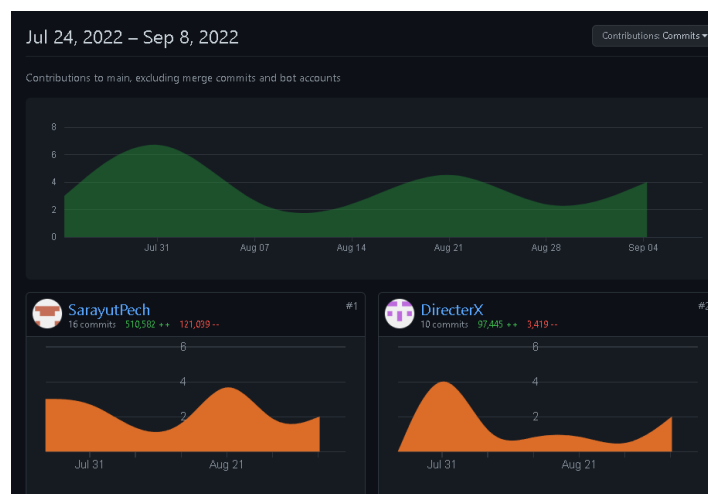 Jul 24, 2022 – Sep 8, 2022
Contributions: Commits
Contributions to main, excluding merge commits and bot accounts
8
6
4
2
0
Jul 31 Aug 07 Aug 14 Aug 21 Aug 28 Sep 04
SarayutPech #1
16 commits 510,582 ++ 121,039 --
6
4
2
Jul 31 Aug 21
DirecterX #2
10 commits 97,445 ++ 3,419 --
6
4
2
Jul 31 Aug 21